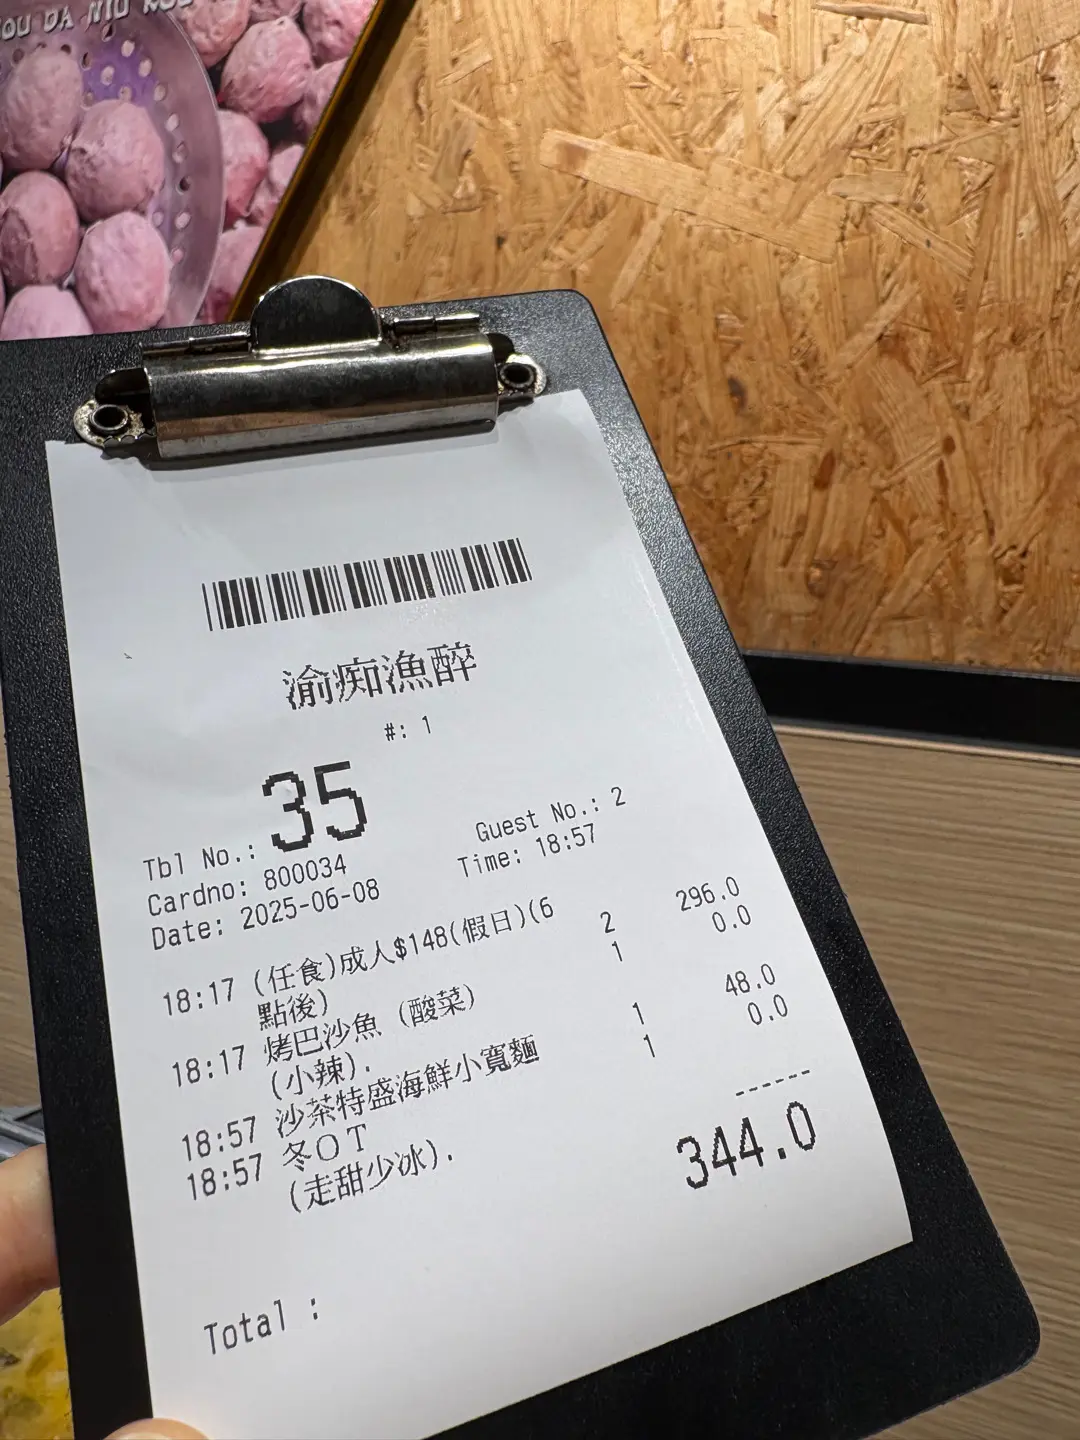 OU DA NIU
渝痴漁醉
#: 1
Tbl No.: 35 Guest No.: 2
Cardno: 800034 Time: 18:57
Date: 2025-06-08
18:17 (任食)成人$148(假日)(6 2 296.0
點後)
18:17 烤巴沙魚 (酸菜) 1 0.0
(小辣).
18:57 沙茶特盛海鮮小寬麵 1 48.0
18:57 冬OT 1 0.0
(走甜少冰).
------
Total : 344.0